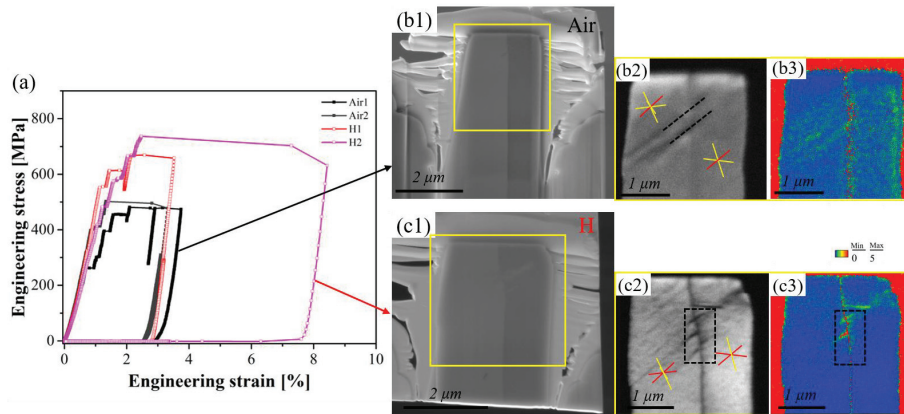 (a)
Engineering stress [MPa]
900
800
600
400
200
0
0
2
4
6
8
10
Engineering strain [%]
Air1
Air2
H1
H2
(b1)
Air
2 μm
(b2)
1 μm
(b3)
1 μm
(c1)
H
2 μm
(c2)
1 μm
(c3)
1 μm
Min
0
Max
5